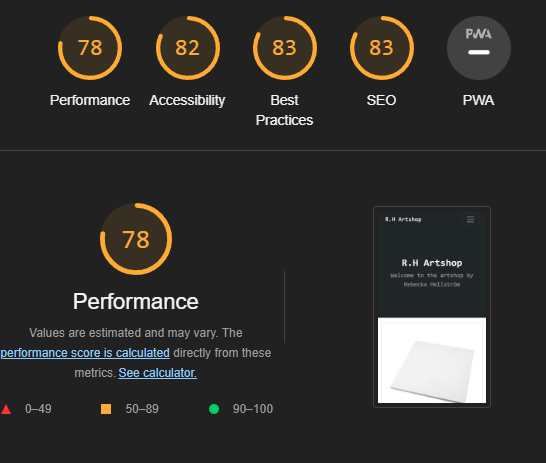 78
82
83
83
PWA
Performance
Accessibility
Best
Practices
SEO
PWA
78
Performance
Values are estimated and may vary. The
performance score is calculated directly from these
metrics. See calculator.
0–49
50–89
90–100
R.H Artshop
R.H Artshop
Welcome to the artshop by
Rebecka Hellström